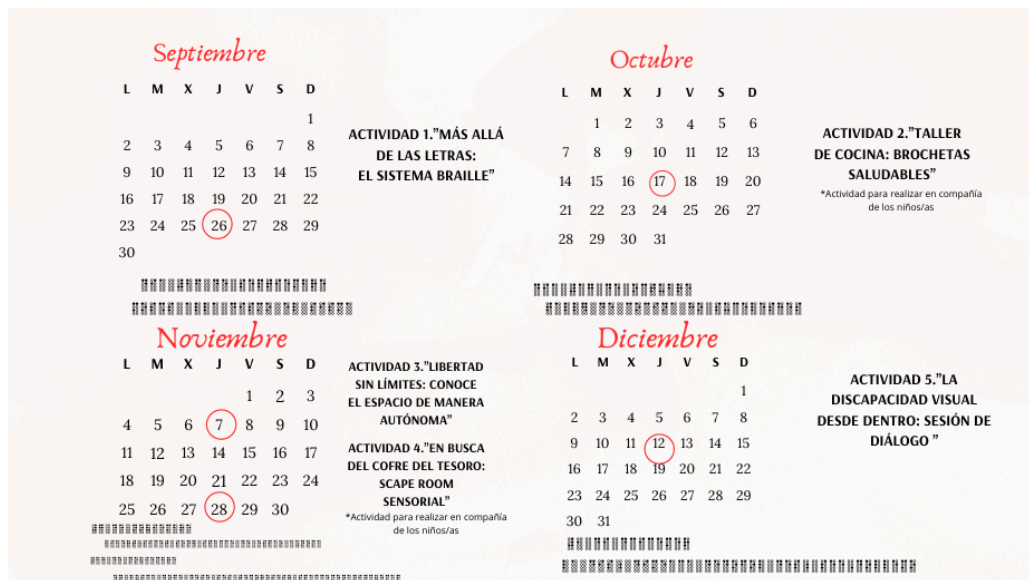 Septiembre
L M X J V S D
1
2 3 4 5 6 7 8
9 10 11 12 13 14 15
16 17 18 19 20 21 22
23 24 25 26 27 28 29
30
ACTIVIDAD 1."MÁS ALLÁ
DE LAS LETRAS:
EL SISTEMA BRAILLE”
Octubre
L M X J V S D
1 2 3 4 5 6
7 8 9 10 11 12 13
14 15 16 17 18 19 20
21 22 23 24 25 26 27
28 29 30 31
ACTIVIDAD 2.”TALLER
DE COCINA: BROCHETAS
SALUDABLES”
*Actividad para realizar en compañía
de los niños/as
Noviembre
L M X J V S D
1 2 3
4 5 6 7 8 9 10
11 12 13 14 15 16 17
18 19 20 21 22 23 24
25 26 27 28 29 30
ACTIVIDAD 3.”LIBERTAD
SIN LÍMITES: CONOCE
EL ESPACIO DE MANERA
AUTÓNOMA”
ACTIVIDAD 4.”EN BUSCA
DEL COFRE DEL TESORO:
SCAPE ROOM
SENSORIAL”
*Actividad para realizar en compañía
de los niños/as
Diciembre
L M X J V S D
1
2 3 4 5 6 7 8
9 10 11 12 13 14 15
16 17 18 19 20 21 22
23 24 25 26 27 28 29
30 31
ACTIVIDAD 5.”LA
DISCAPACIDAD VISUAL
DESDE DENTRO: SESIÓN DE
DIÁLOGO ”